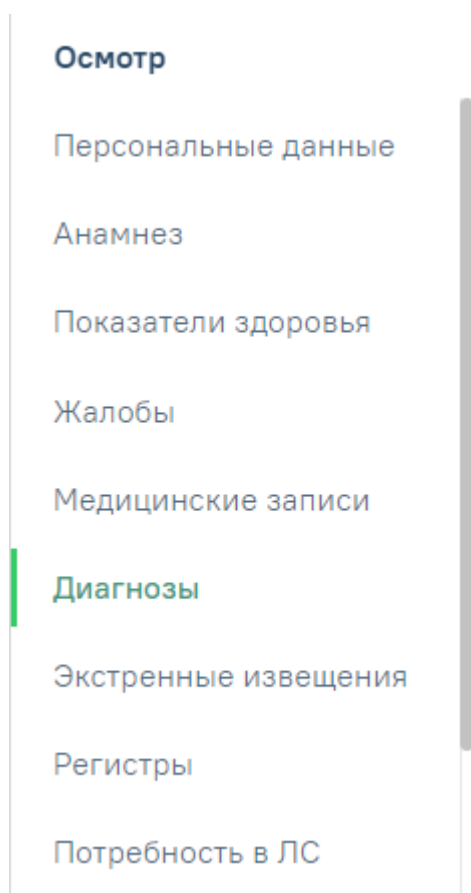 Осмотр
Персональные данные
Анамнез
Показатели здоровья
Жалобы
Медицинские записи
Диагнозы
Экстренные извещения
Регистры
Потребность в ЛС